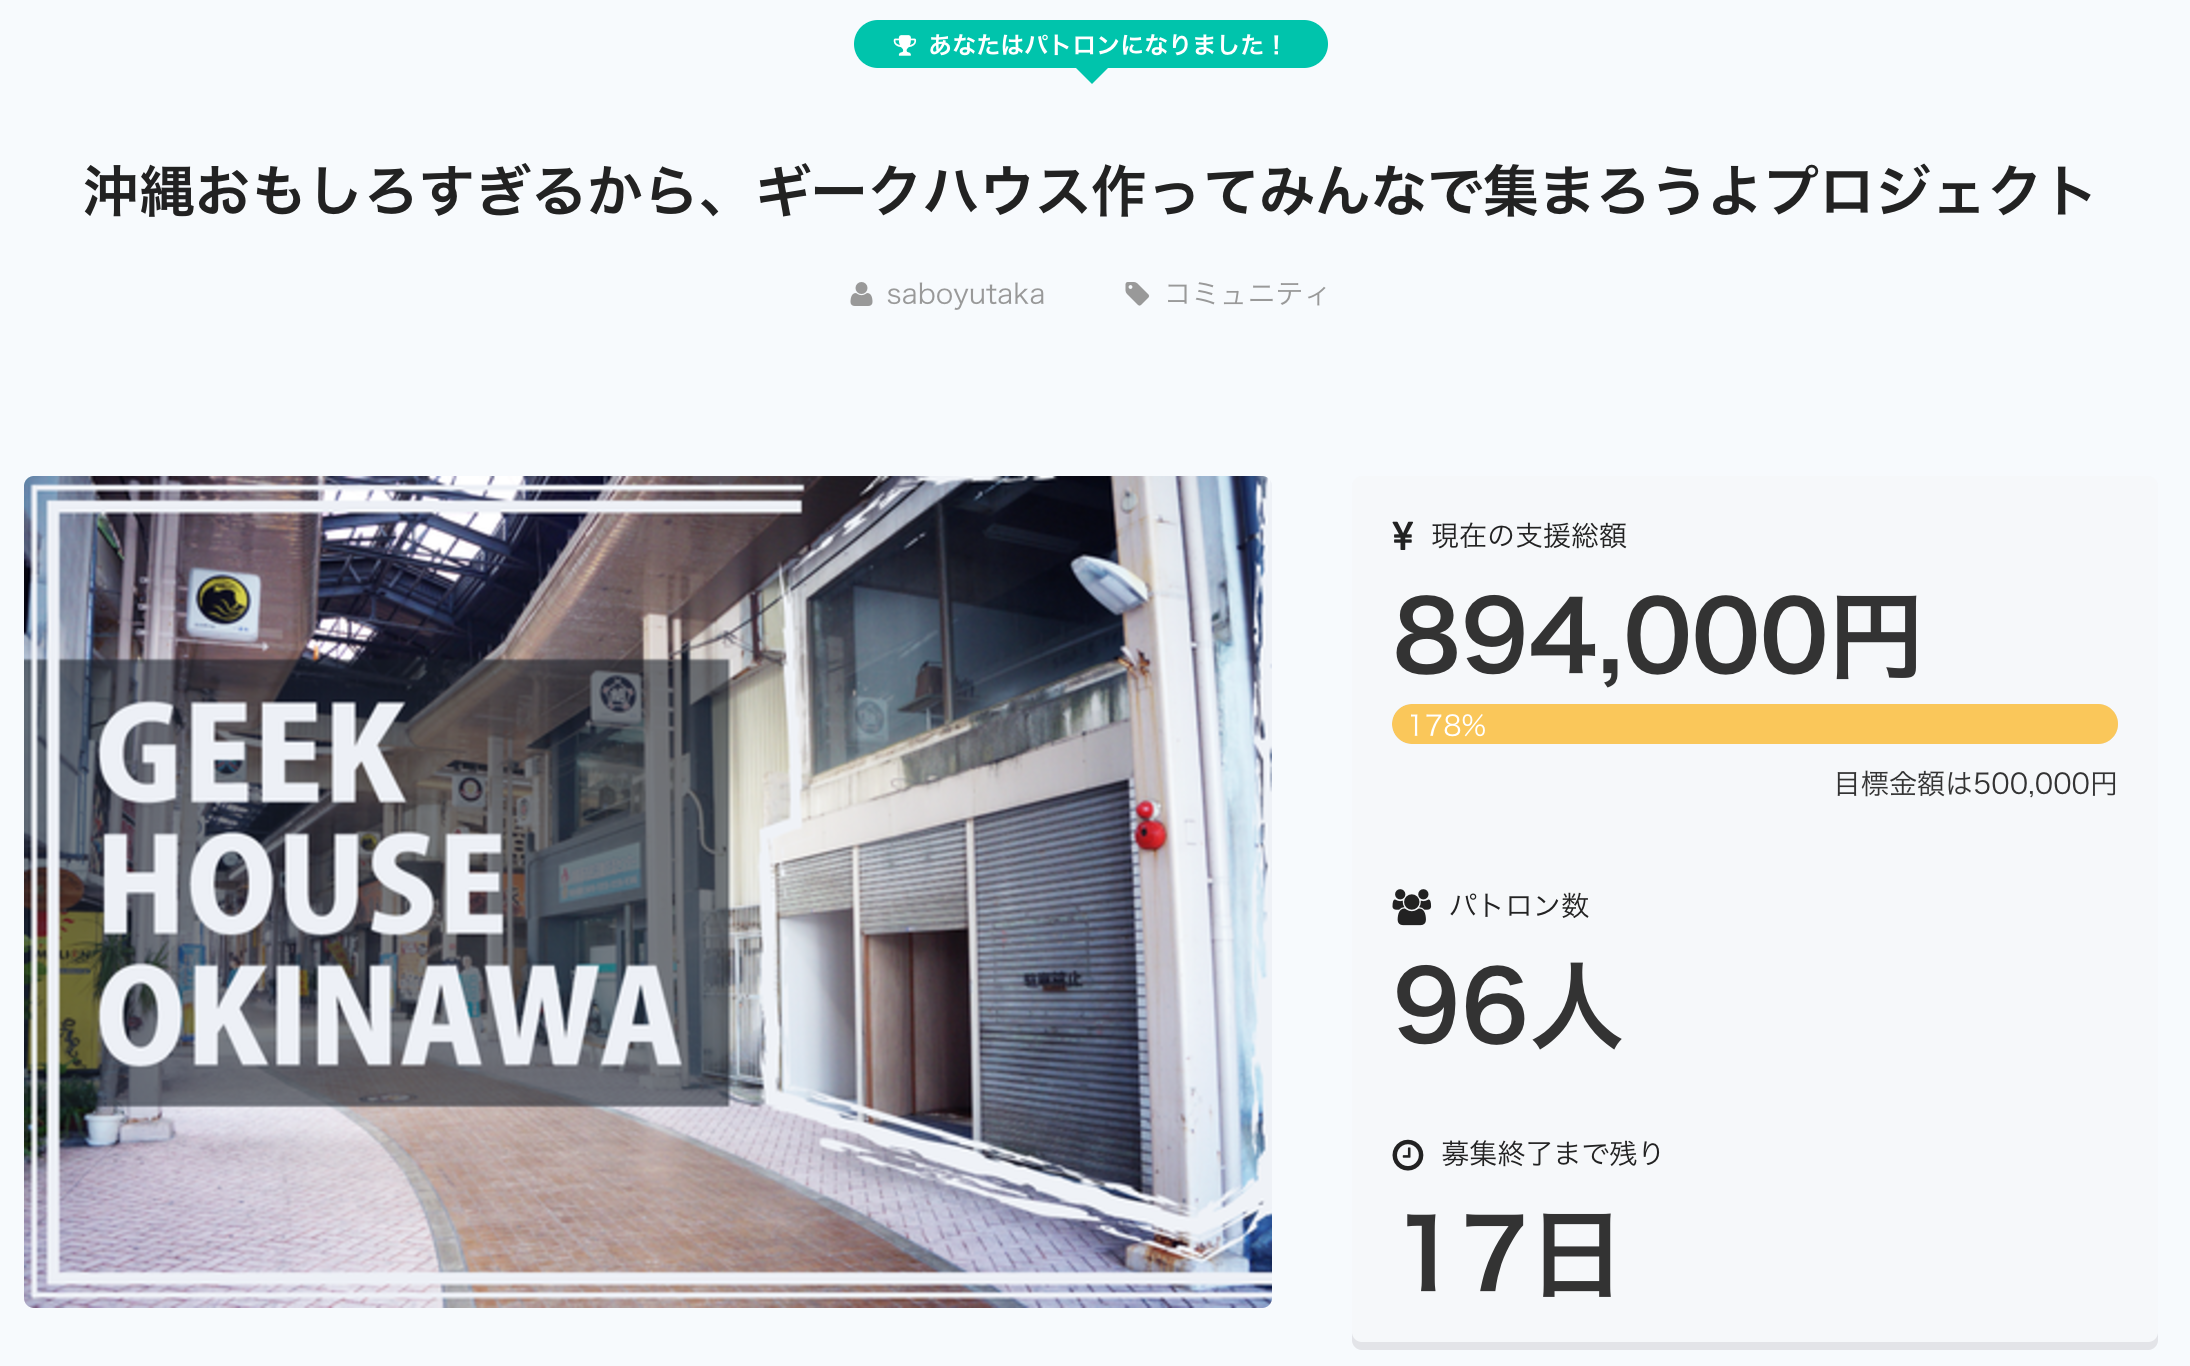 あなたはパトロンになりました！
沖縄おもしろすぎるから、ギークハウス作ってみんなで集まろうよプロジェクト
saboyutaka コミュニティ
GEEK
HOUSE
OKINAWA
¥ 現在の支援総額
894,000円
178%
目標金額は500,000円
パトロン数
96人
募集終了まで残り
17日